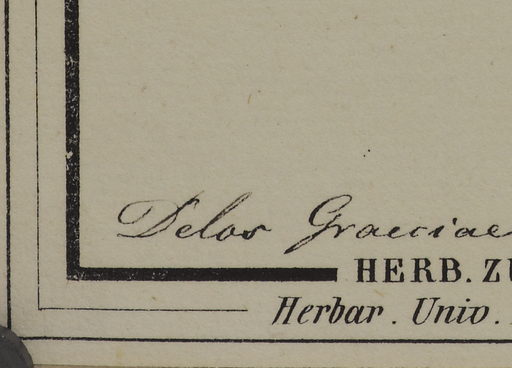 Delos Graeciae
HERB. ZU
Herbar. Univ.